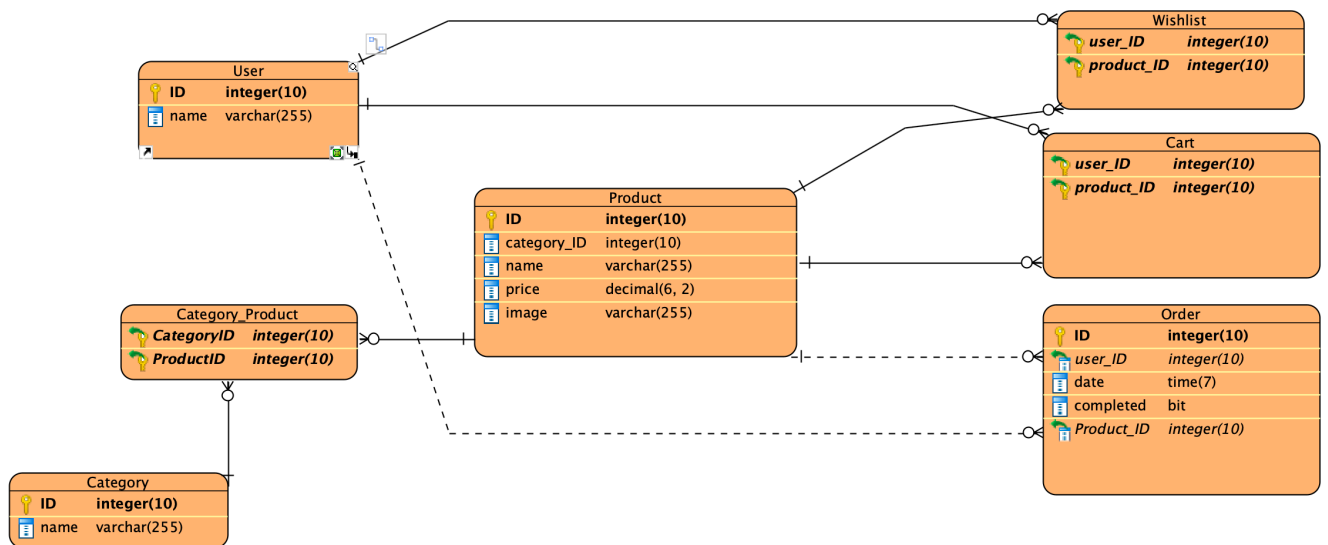 Wishlist
user_ID integer(10)
product_ID integer(10)
User
ID integer(10)
name varchar(255)
Cart
user_ID integer(10)
product_ID integer(10)
Product
ID integer(10)
category_ID integer(10)
name varchar(255)
price decimal(6, 2)
image varchar(255)
Category_Product
CategoryID integer(10)
ProductID integer(10)
Order
ID integer(10)
user_ID integer(10)
date time(7)
completed bit
Product_ID integer(10)
Category
ID integer(10)
name varchar(255)